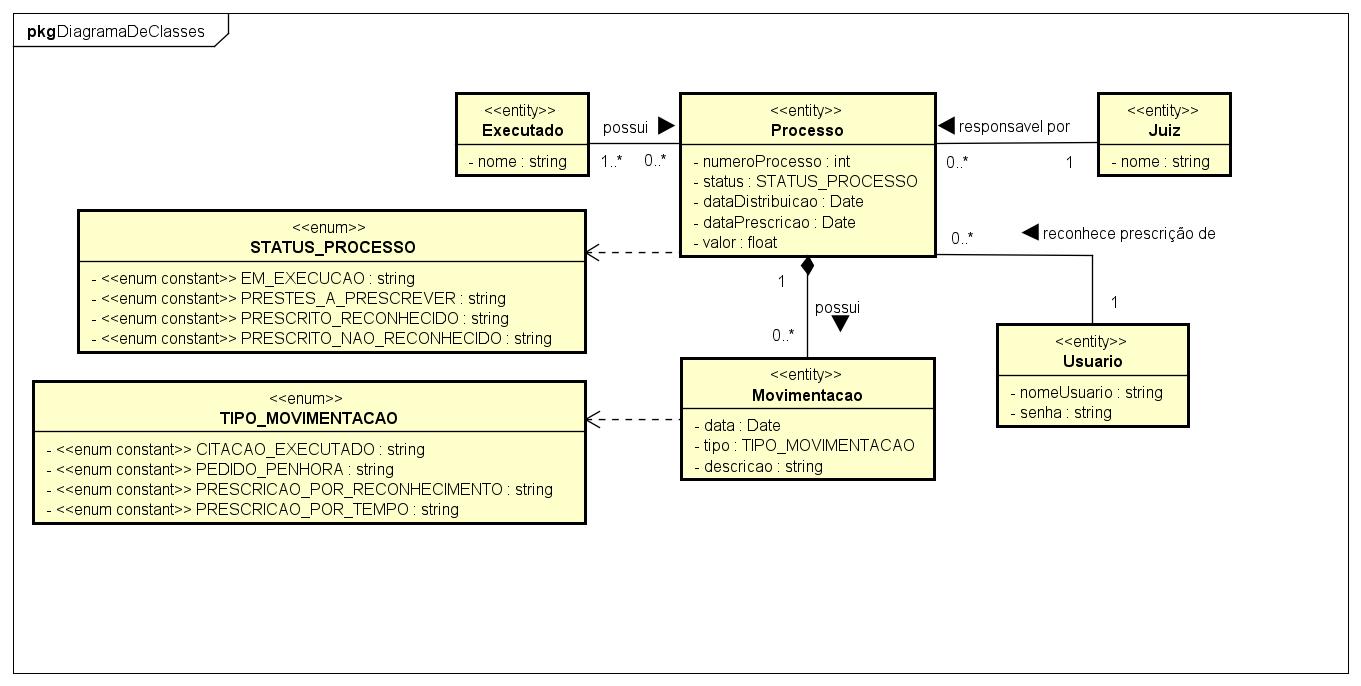 pkg DiagramaDeClasses
<<entity>>
Executado
- nome : string
possui
1..*
0..*
<<entity>>
Processo
- numeroProcesso : int
- status : STATUS_PROCESSO
- dataDistribuicao : Date
- dataPrescricao : Date
- valor : float
responsavel por
0..*
1
<<entity>>
Juiz
- nome : string
<<enum>>
STATUS_PROCESSO
- <<enum constant>> EM_EXECUCAO : string
- <<enum constant>> PRESTES_A_PRESCREVER : string
- <<enum constant>> PRESCRITO_RECONHECIDO : string
- <<enum constant>> PRESCRITO_NAO_RECONHECIDO : string
0..*
reconhece prescrição de
1
1
possui
0..*
<<entity>>
Usuario
- nomeUsuario : string
- senha : string
<<enum>>
TIPO_MOVIMENTACAO
- <<enum constant>> CITACAO_EXECUTADO : string
- <<enum constant>> PEDIDO_PENHORA : string
- <<enum constant>> PRESCRICAO_POR_RECONHECIMENTO : string
- <<enum constant>> PRESCRICAO_POR_TEMPO : string
<<entity>>
Movimentacao
- data : Date
- tipo : TIPO_MOVIMENTACAO
- descricao : string